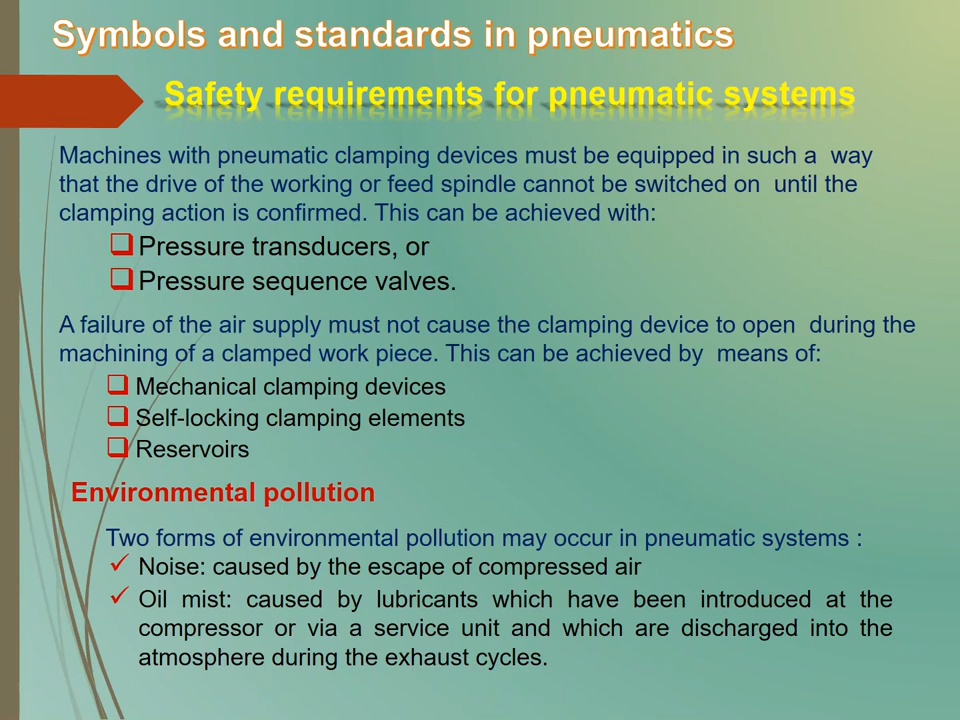 Symbols and standards in pneumatics
Safety requirements for pneumatic systems
Machines with pneumatic clamping devices must be equipped in such a way
that the drive of the working or feed spindle cannot be switched on until the
clamping action is confirmed. This can be achieved with:
Pressure transducers, or
Pressure sequence valves.
A failure of the air supply must not cause the clamping device to open during the
machining of a clamped work piece. This can be achieved by means of:
Mechanical clamping devices
Self-locking clamping elements
Reservoirs
Environmental pollution
Two forms of environmental pollution may occur in pneumatic systems :
Noise: caused by the escape of compressed air
Oil mist: caused by lubricants which have been introduced at the
compressor or via a service unit and which are discharged into the
atmosphere during the exhaust cycles.